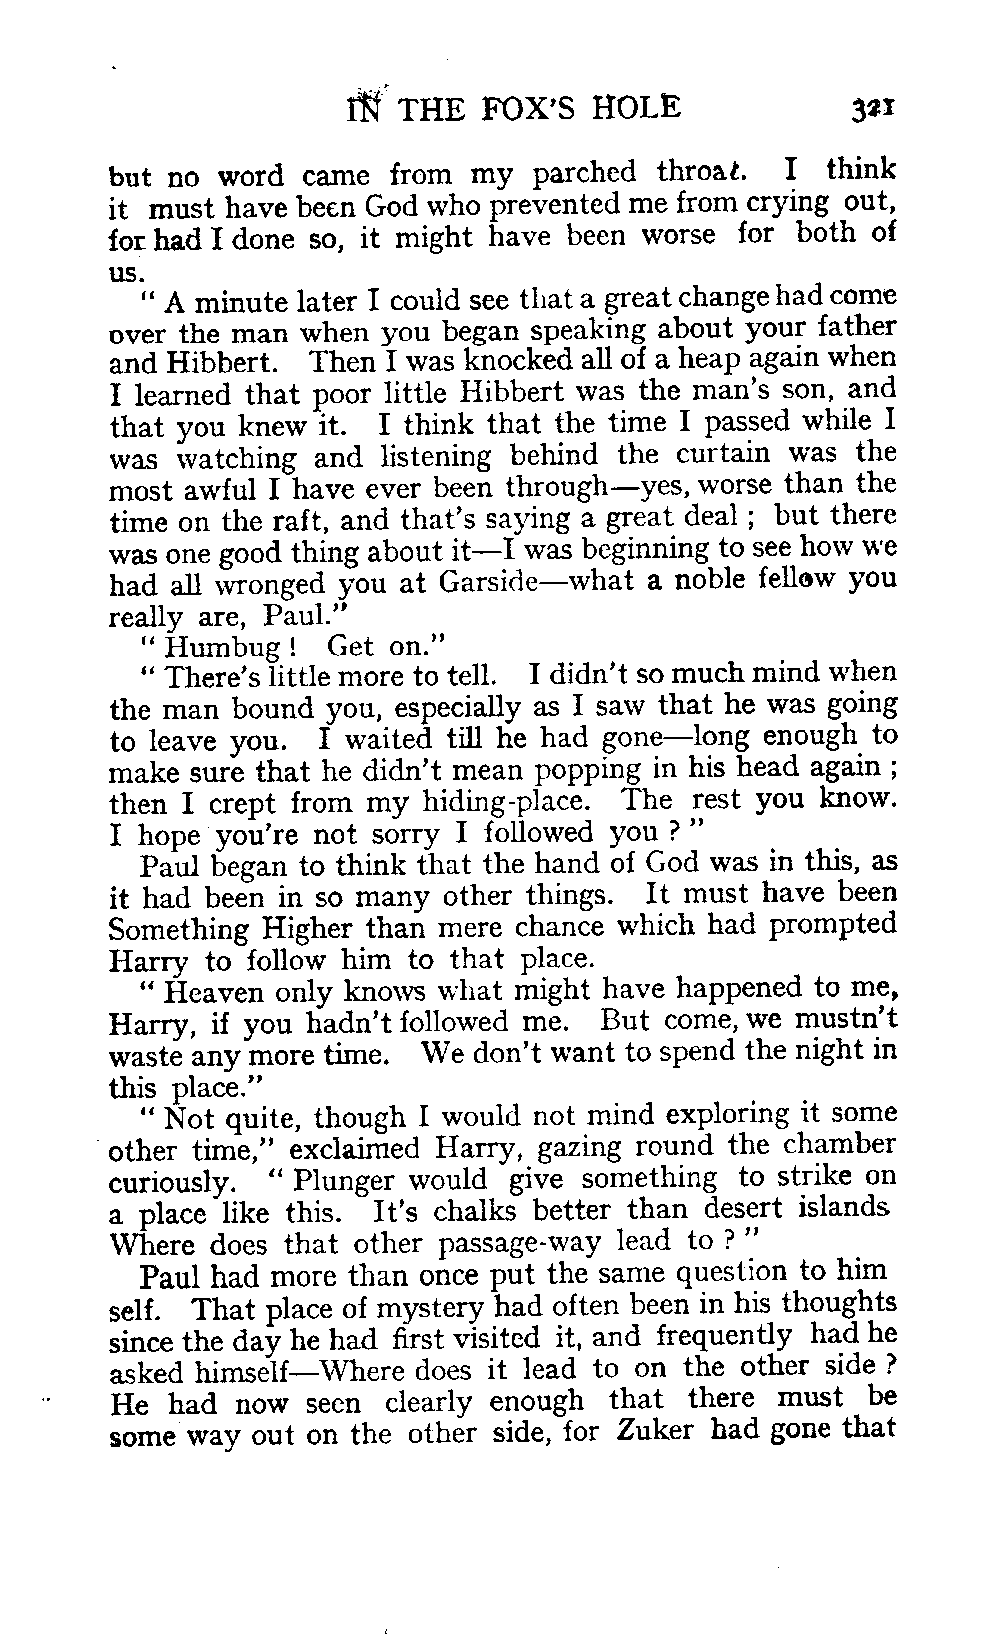 IN THE FOX'S HOLE 321
but no word came from my parched throat. I think
it must have been God who prevented me from crying out,
for had I done so, it might have been worse for both of
us.
" A minute later I could see that a great change had come
over the man when you began speaking about your father
and Hibbert. Then I was knocked all of a heap again when
I learned that poor little Hibbert was the man's son, and
that you knew it. I think that the time I passed while I
was watching and listening behind the curtain was the
most awful I have ever been through—yes, worse than the
time on the raft, and that's saying a great deal ; but there
was one good thing about it—I was beginning to see how we
had all wronged you at Garside—what a noble fellow you
really are, Paul."
" Humbug ! Get on."
" There's little more to tell. I didn't so much mind when
the man bound you, especially as I saw that he was going
to leave you. I waited till he had gone—long enough to
make sure that he didn't mean popping in his head again ;
then I crept from my hiding-place. The rest you know.
I hope you're not sorry I followed you ? "
Paul began to think that the hand of God was in this, as
it had been in so many other things. It must have been
Something Higher than mere chance which had prompted
Harry to follow him to that place.
" Heaven only knows what might have happened to me,
Harry, if you hadn't followed me. But come, we mustn't
waste any more time. We don't want to spend the night in
this place."
" Not quite, though I would not mind exploring it some
other time," exclaimed Harry, gazing round the chamber
curiously. " Plunger would give something to strike on
a place like this. It's chalks better than desert islands
Where does that other passage-way lead to ? "
Paul had more than once put the same question to him
self. That place of mystery had often been in his thoughts
since the day he had first visited it, and frequently had he
asked himself—Where does it lead to on the other side ?
He had now seen clearly enough that there must be
some way out on the other side, for Zuker had gone that